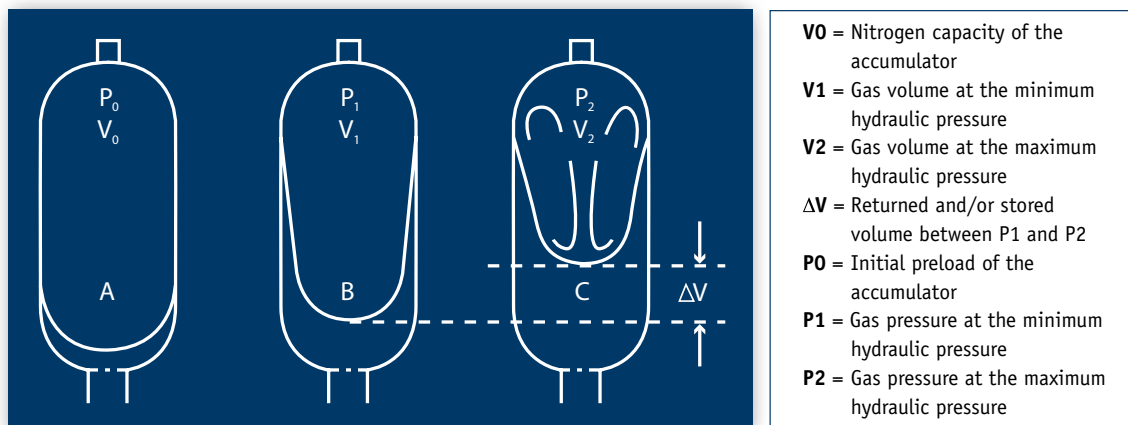 P₀
V₀
A
P₁
V₁
B
P₂
V₂
C
ΔV
V0 = Nitrogen capacity of the
accumulator
V1 = Gas volume at the minimum
hydraulic pressure
V2 = Gas volume at the maximum
hydraulic pressure
ΔV = Returned and/or stored
volume between P1 and P2
P0 = Initial preload of the
accumulator
P1 = Gas pressure at the minimum
hydraulic pressure
P2 = Gas pressure at the maximum
hydraulic pressure